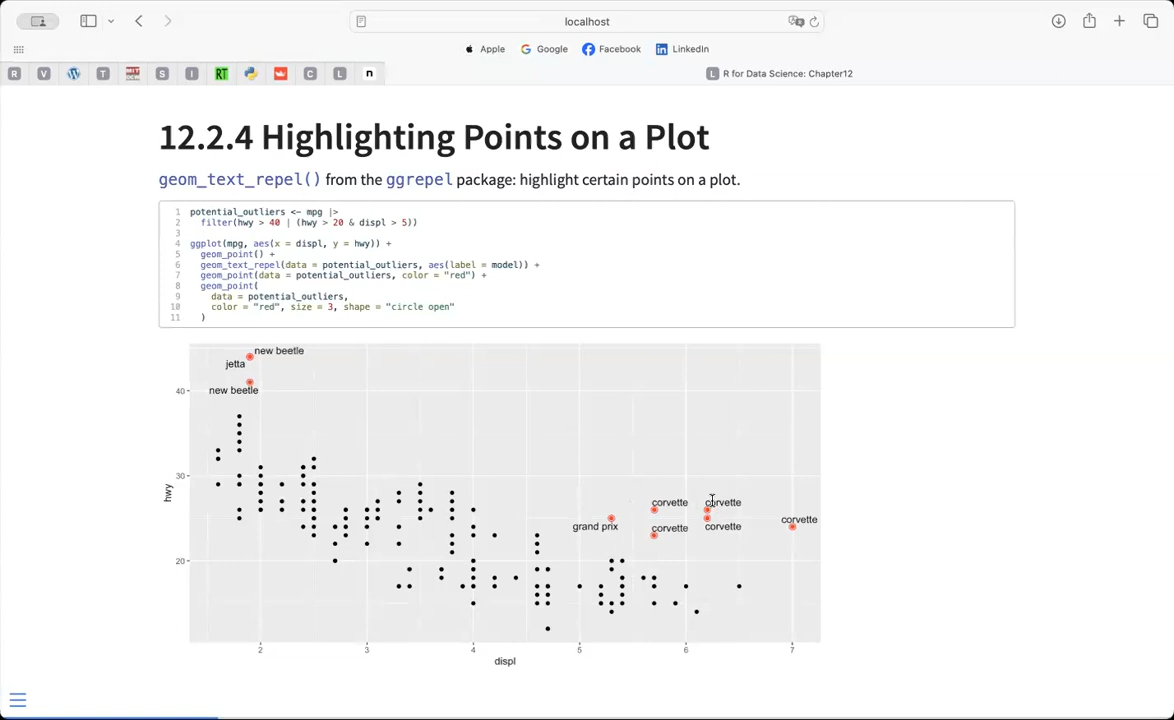 localhost
Apple Google Facebook LinkedIn
R V T MIT S I RT C L n L R for Data Science: Chapter12
12.2.4 Highlighting Points on a Plot
geom_text_repel() from the ggrepel package: highlight certain points on a plot.
1 potential_outliers <- mpg |>
2 filter(hwy > 40 | (hwy > 20 & displ > 5))
3
4 ggplot(mpg, aes(x = displ, y = hwy)) +
5 geom_point() +
6 geom_text_repel(data = potential_outliers, aes(label = model)) +
7 geom_point(data = potential_outliers, color = "red") +
8 geom_point(
9 data = potential_outliers,
10 color = "red", size = 3, shape = "circle open"
11 )
new beetle
jetta
new beetle
40
30
corvette corvette
hwy
corvette
grand prix corvette corvette
20
2 3 4 5 6 7
displ